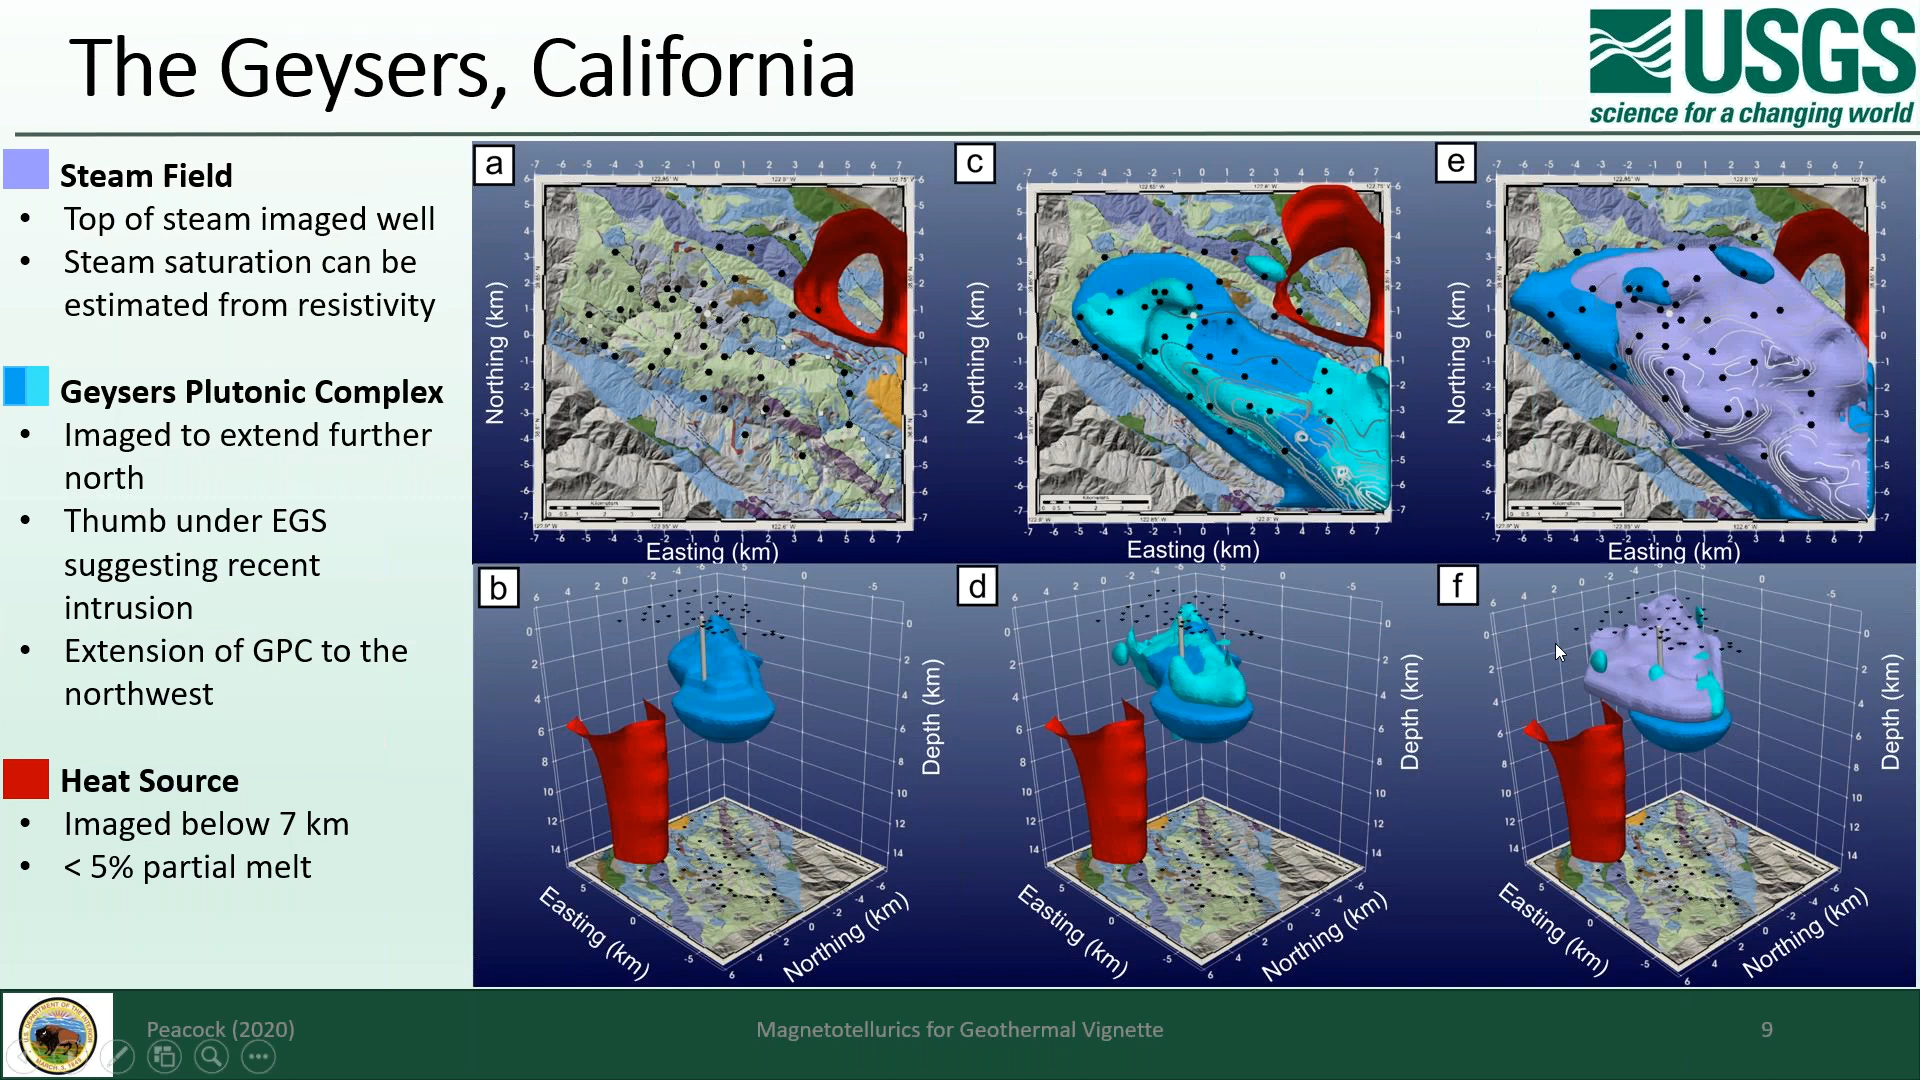 The Geysers, California
USGS
science for a changing world
Steam Field
• Top of steam imaged well
• Steam saturation can be
estimated from resistivity
Geysers Plutonic Complex
• Imaged to extend further
north
• Thumb under EGS
suggesting recent
intrusion
• Extension of GPC to the
northwest
Heat Source
• Imaged below 7 km
• < 5% partial melt
a
Northing (km)
Easting (km)
c
Northing (km)
Easting (km)
e
Northing (km)
Easting (km)
b
Depth (km)
Easting (km)
Northing (km)
d
Depth (km)
Easting (km)
Northing (km)
f
Depth (km)
Easting (km)
Northing (km)
Peacock (2020)
Magnetotellurics for Geothermal Vignette
9